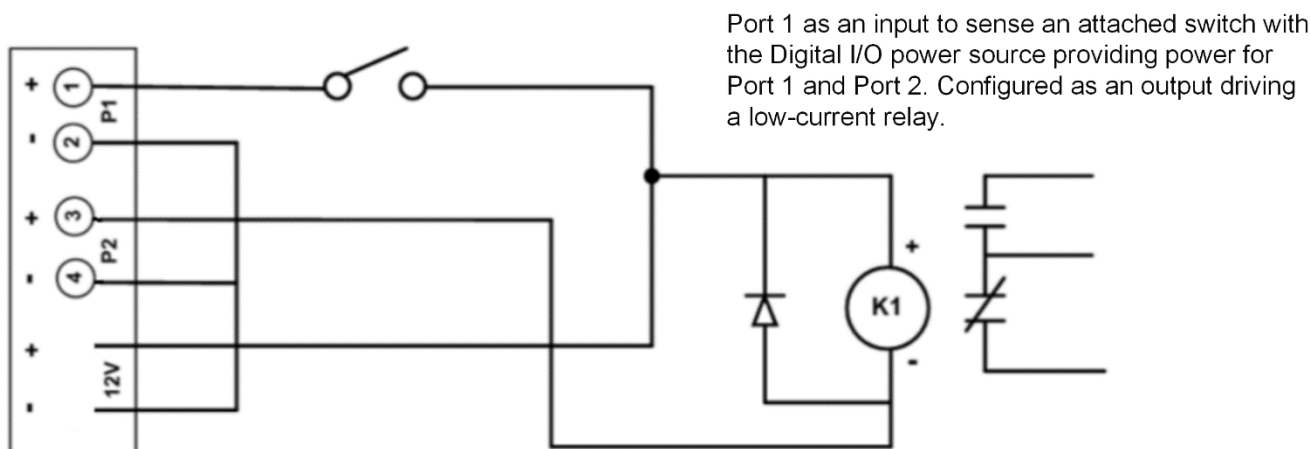 Port 1 as an input to sense an attached switch with
the Digital I/O power source providing power for
Port 1 and Port 2. Configured as an output driving
a low-current relay.
+ 1
P1
- 2
+ 3
P2
- 4
+
12V
-
+
K1
-